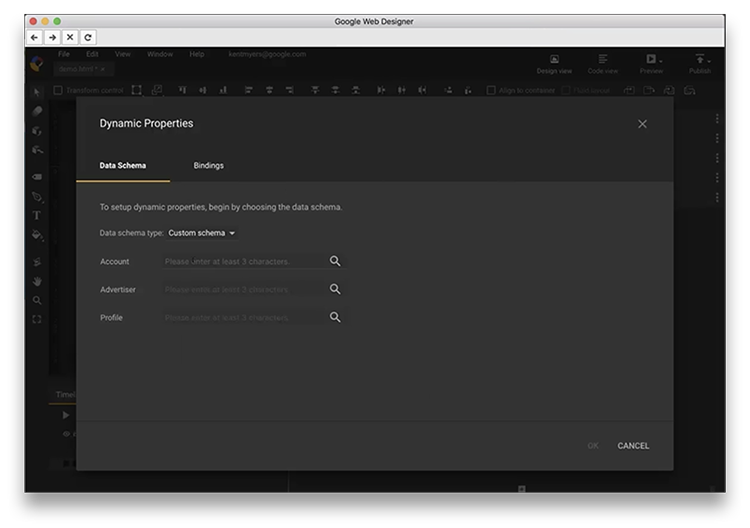 Google Web Designer
File Edit View Window Help kentmyers@google.com
demo.html *
Design view Code view Preview Publish
Transform control Align to container Fluid layout
Dynamic Properties
Data Schema Bindings
To setup dynamic properties, begin by choosing the data schema.
Data schema type: Custom schema
Account Please enter at least 3 characters.
Advertiser Please enter at least 3 characters.
Profile Please enter at least 3 characters.
OK CANCEL